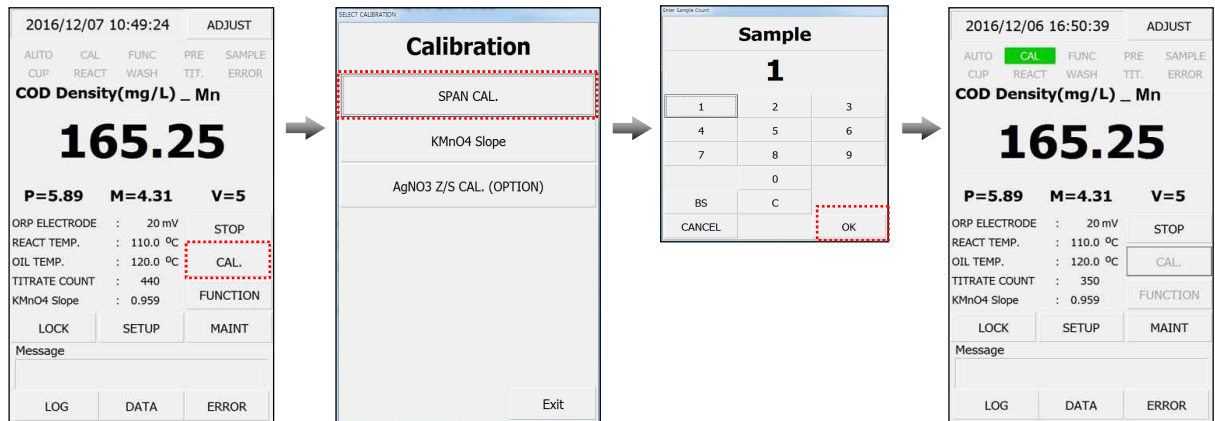 2016/12/07 10:49:24 ADJUST
AUTO CAL FUNC PRE SAMPLE
CUP REACT WASH TIT. ERROR
COD Density(mg/L) _ Mn
165.25
P=5.89 M=4.31 V=5
ORP ELECTRODE : 20 mV
STOP
REACT TEMP. : 110.0 ºC
OIL TEMP. : 120.0 ºC
CAL.
TITRATE COUNT : 440
KMnO4 Slope : 0.959
FUNCTION
LOCK SETUP MAINT
Message
LOG DATA ERROR
SELECT CALIBRATION
Calibration
SPAN CAL.
KMnO4 Slope
AgNO3 Z/S CAL. (OPTION)
Exit
Enter Sample Count
Sample
1
1 2 3
4 5 6
7 8 9
0
BS C
CANCEL OK
2016/12/06 16:50:39 ADJUST
AUTO CAL FUNC PRE SAMPLE
CUP REACT WASH TIT. ERROR
COD Density(mg/L) _ Mn
165.25
P=5.89 M=4.31 V=5
ORP ELECTRODE : 20 mV
STOP
REACT TEMP. : 110.0 ºC
OIL TEMP. : 120.0 ºC
CAL.
TITRATE COUNT : 350
KMnO4 Slope : 0.959
FUNCTION
LOCK SETUP MAINT
Message
LOG DATA ERROR